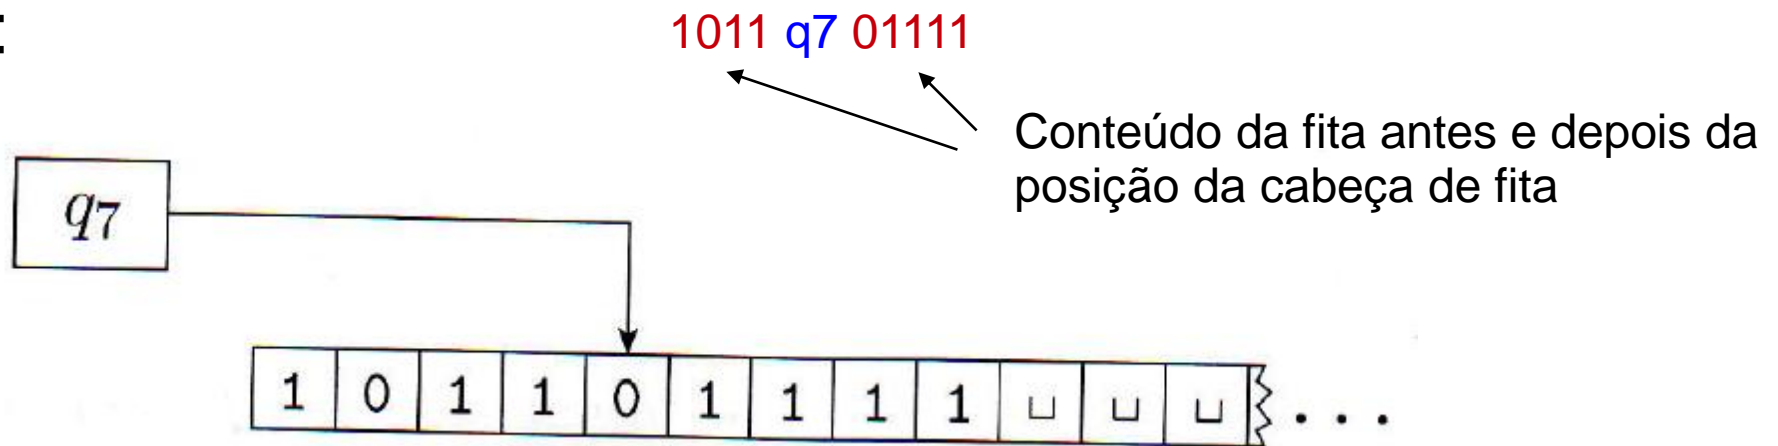 :
1011 q7 01111
Conteúdo da fita antes e depois da
posição da cabeça de fita
q7
1 0 1 1 0 1 1 1 1 ⊔ ⊔ ⊔ ...